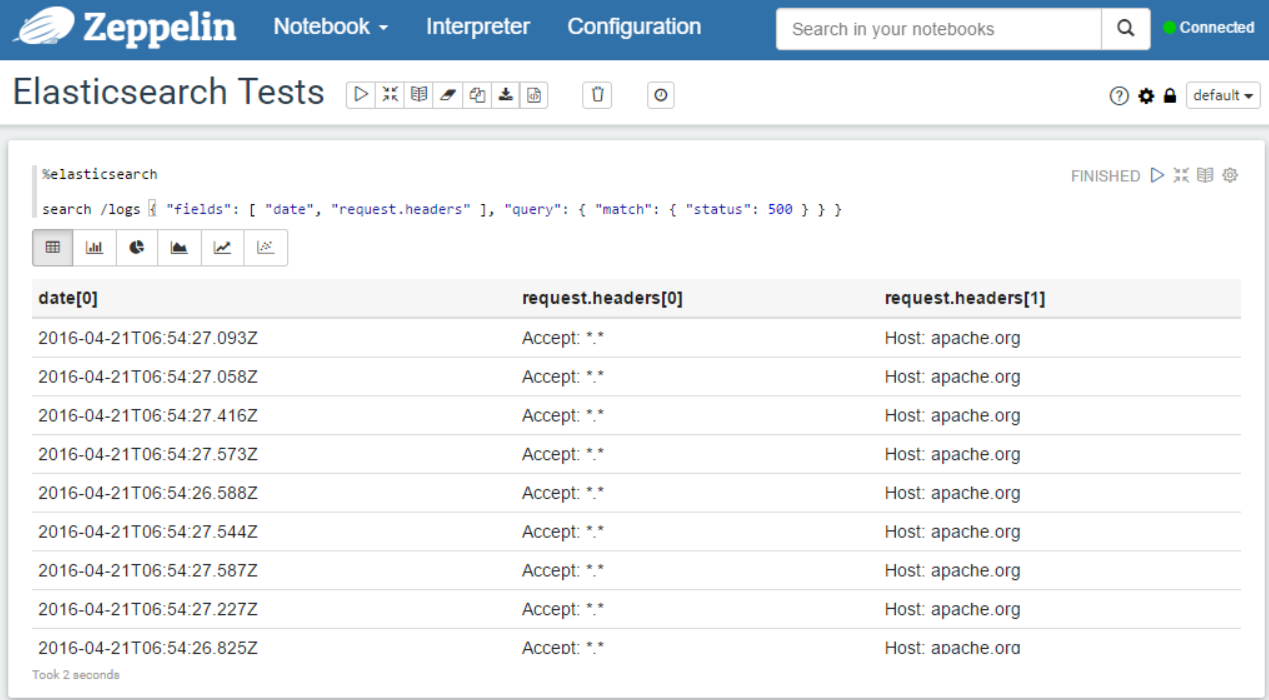 Zeppelin Notebook Interpreter Configuration Search in your notebooks Connected
Elasticsearch Tests default
%elasticsearch FINISHED
search /logs { "fields": [ "date", "request.headers" ], "query": { "match": { "status": 500 } } }
date[0] request.headers[0] request.headers[1]
2016-04-21T06:54:27.093Z Accept: *.* Host: apache.org
2016-04-21T06:54:27.058Z Accept: *.* Host: apache.org
2016-04-21T06:54:27.416Z Accept: *.* Host: apache.org
2016-04-21T06:54:27.573Z Accept: *.* Host: apache.org
2016-04-21T06:54:26.588Z Accept: *.* Host: apache.org
2016-04-21T06:54:27.544Z Accept: *.* Host: apache.org
2016-04-21T06:54:27.587Z Accept: *.* Host: apache.org
2016-04-21T06:54:27.227Z Accept: *.* Host: apache.org
2016-04-21T06:54:26.825Z Accept: *.* Host: apache.org
Took 2 seconds